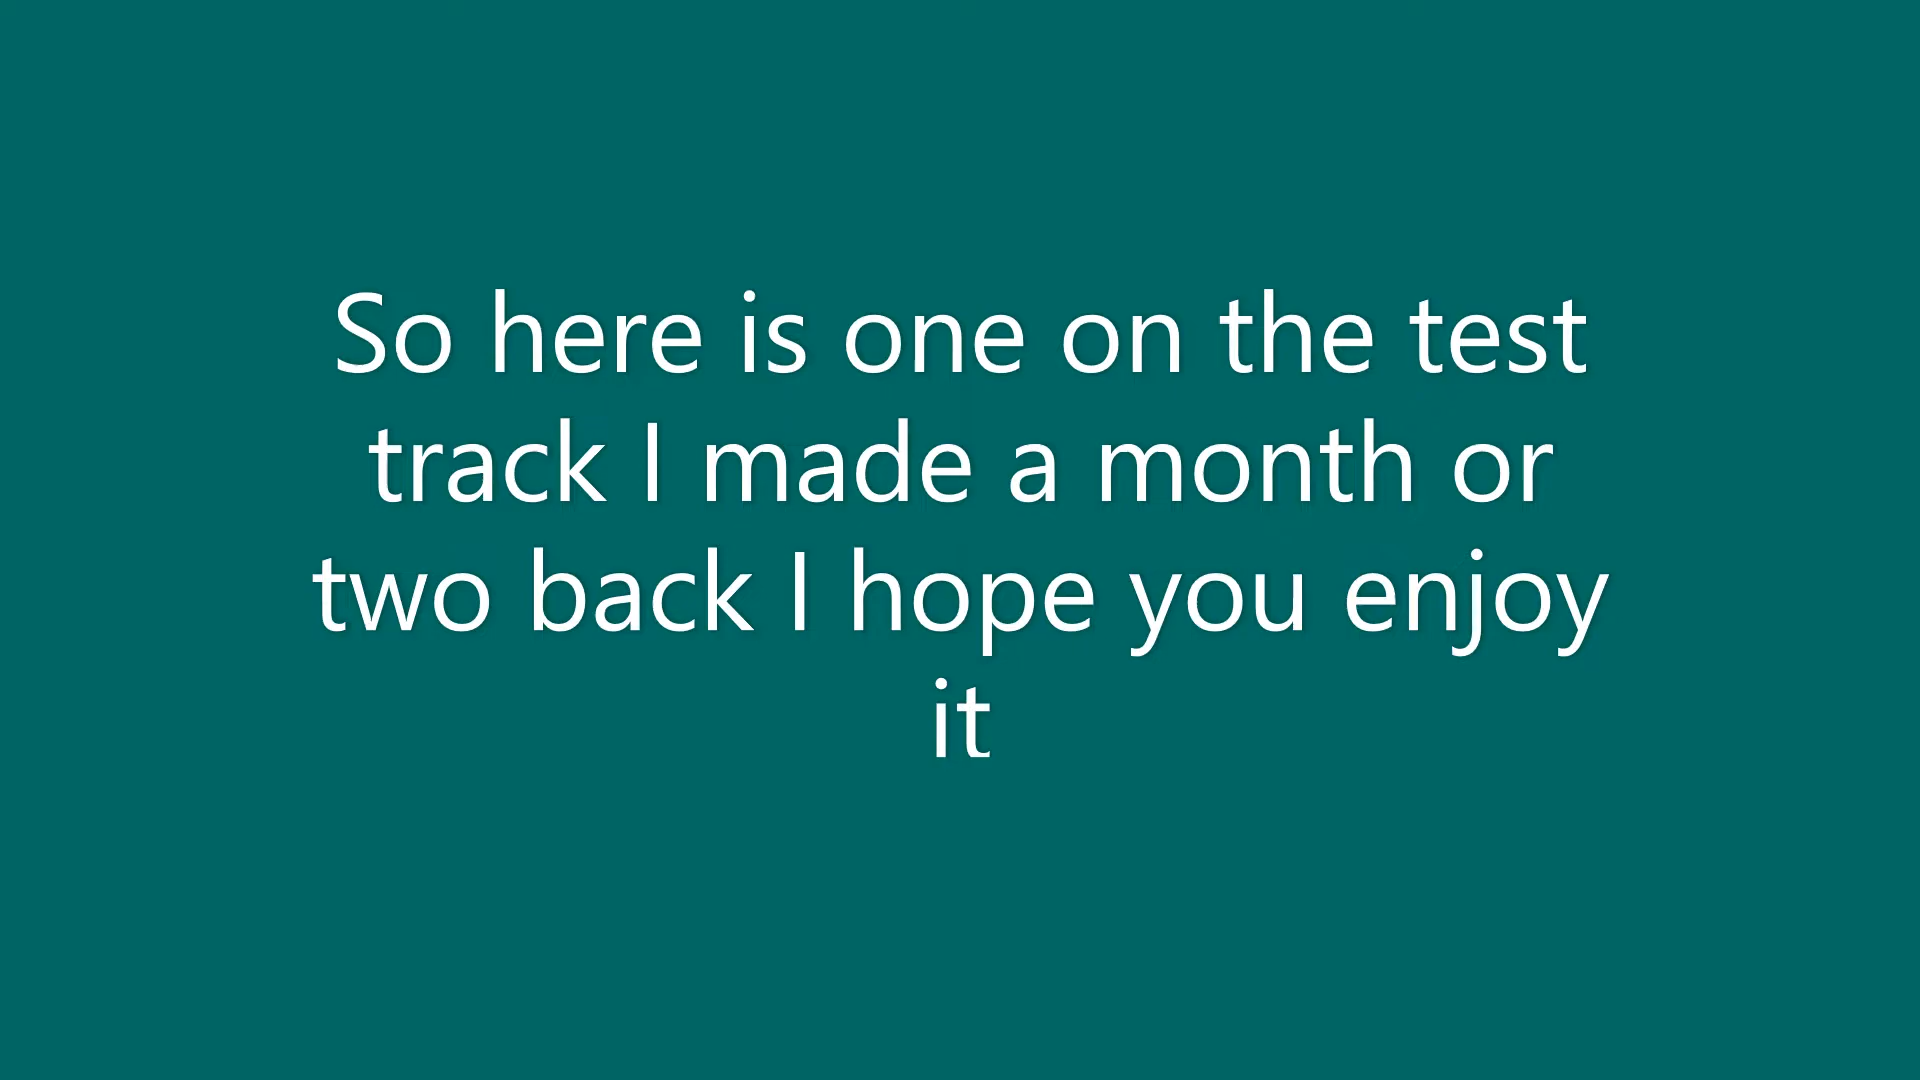 So here is one on the test
track I made a month or
two back I hope you enjoy
it